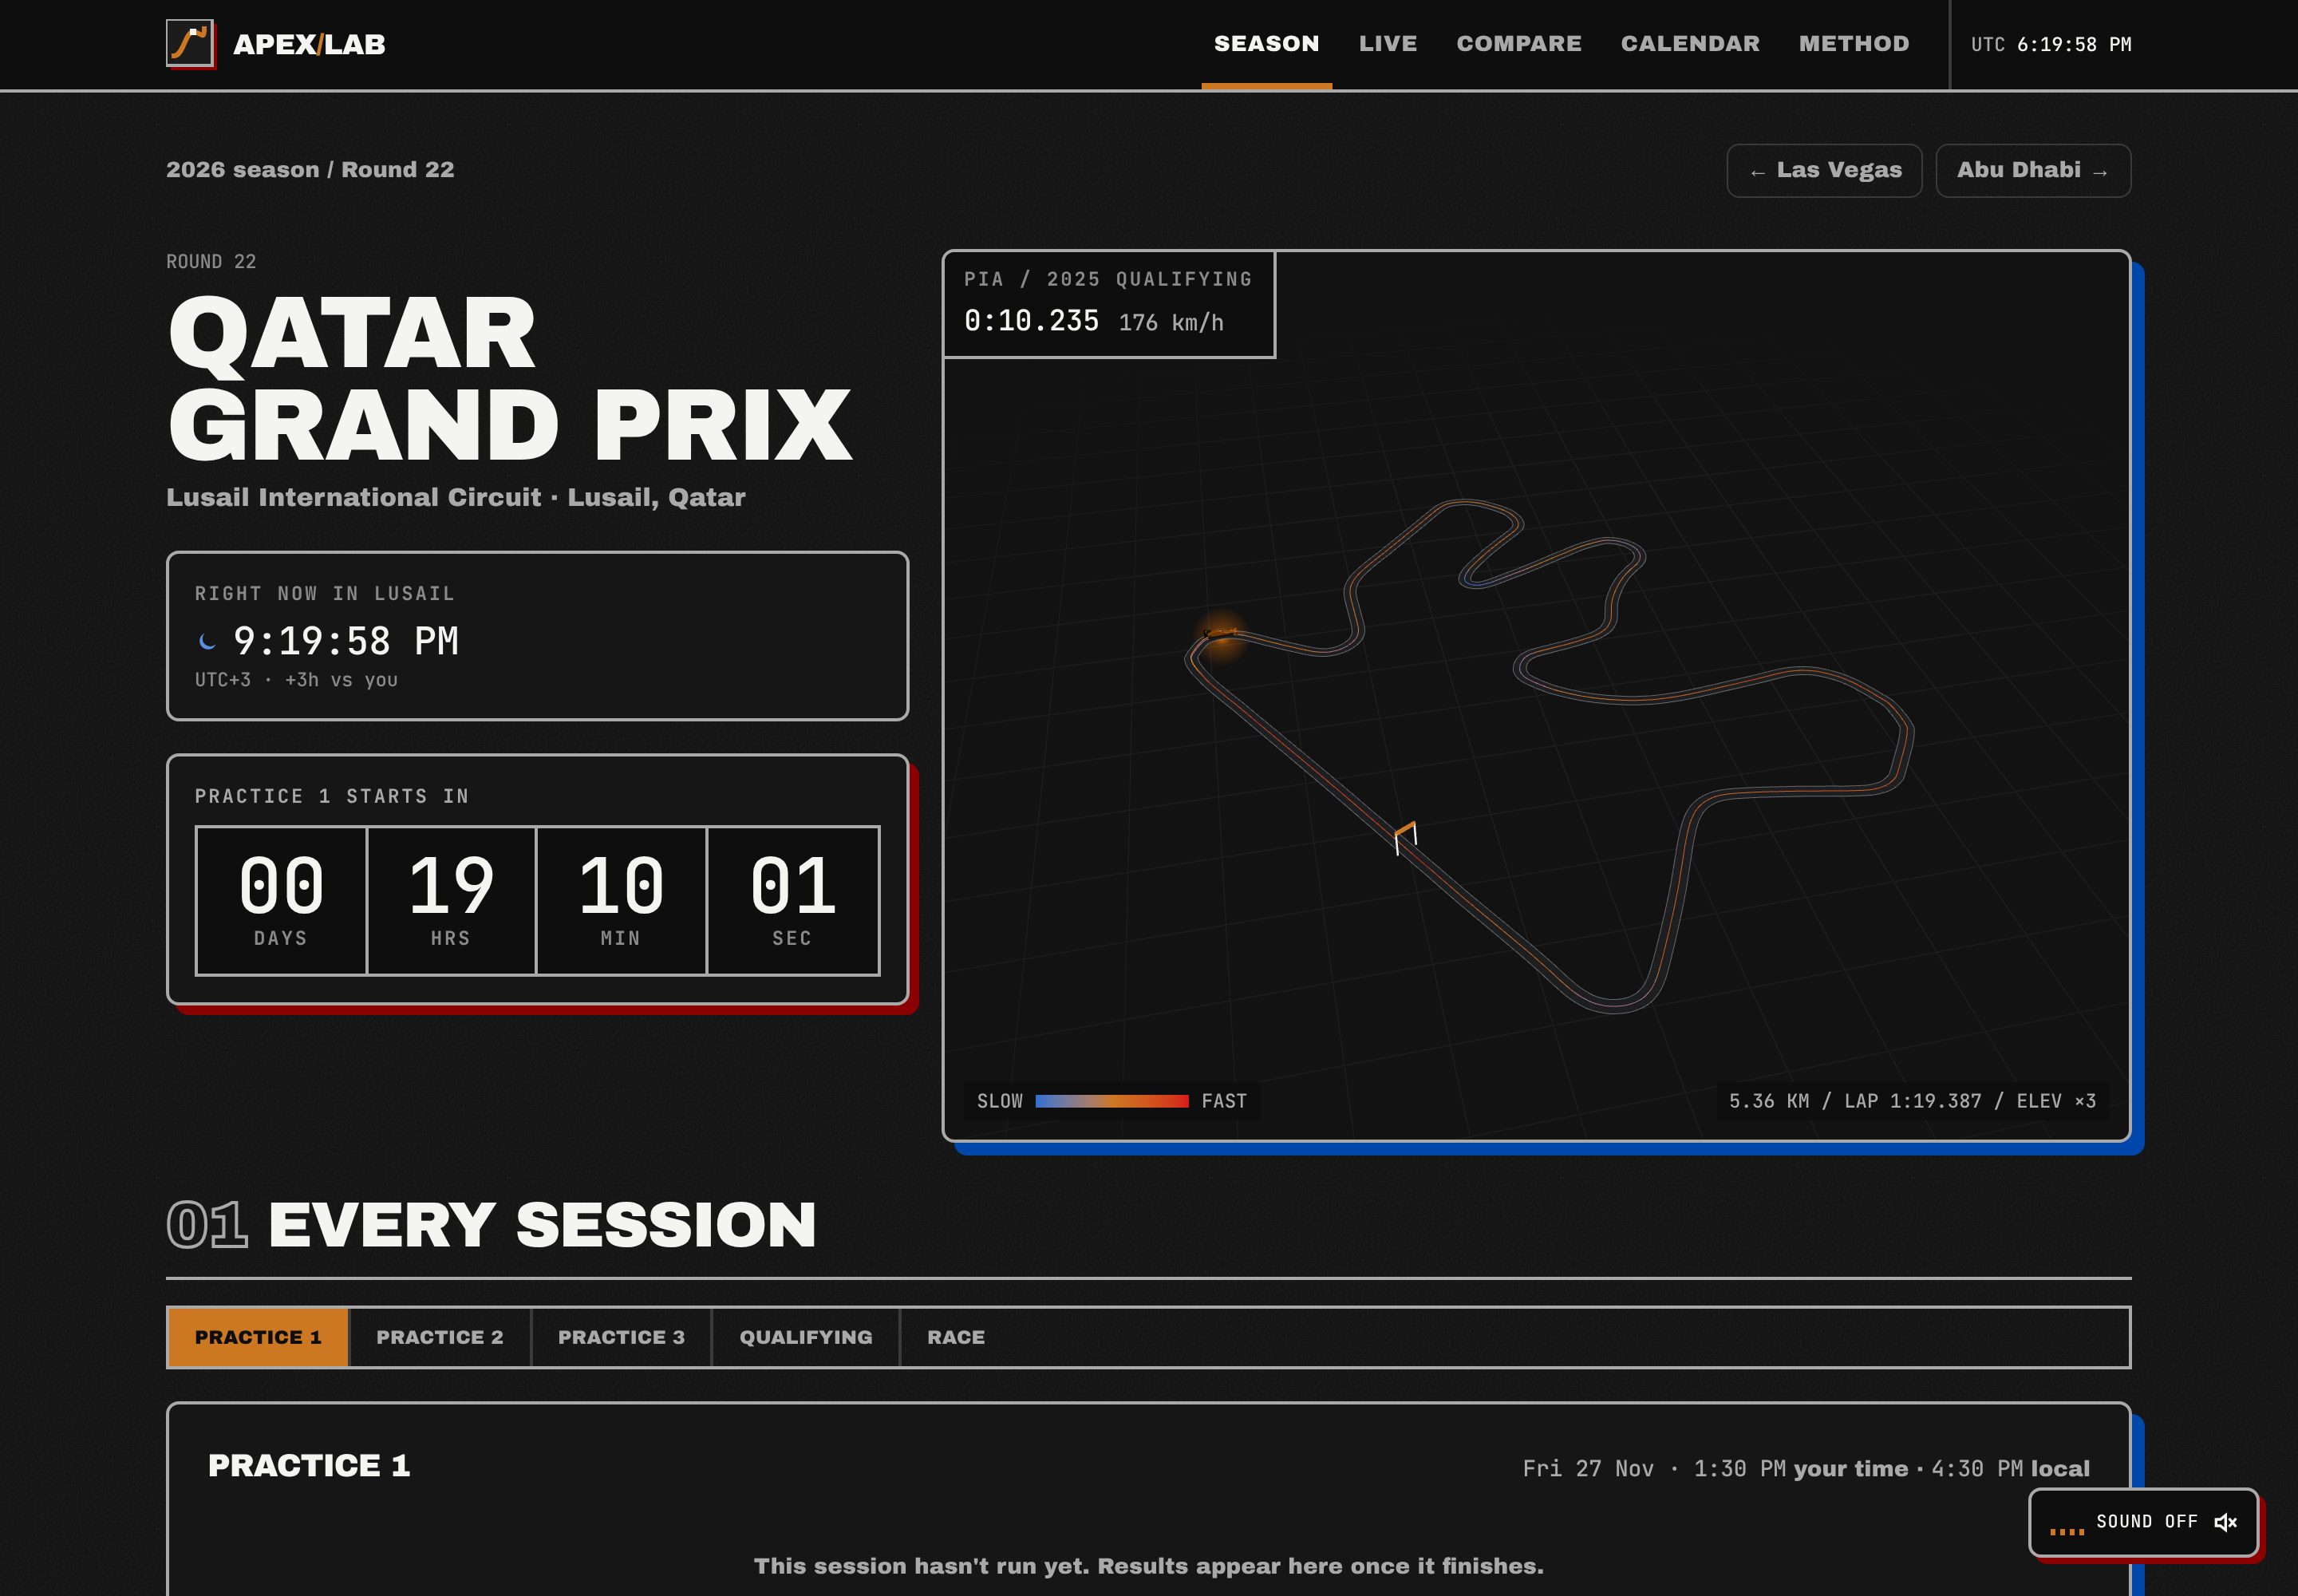 APEX/LAB
SEASON LIVE COMPARE CALENDAR METHOD UTC 6:19:58 PM
2026 season / Round 22
← Las Vegas
Abu Dhabi →
ROUND 22
QATAR
GRAND PRIX
Lusail International Circuit · Lusail, Qatar
RIGHT NOW IN LUSAIL
9:19:58 PM
UTC+3 · +3h vs you
PRACTICE 1 STARTS IN
00 19 10 01
DAYS HRS MIN SEC
PIA / 2025 QUALIFYING
0:10.235 176 km/h
SLOW FAST
5.36 KM / LAP 1:19.387 / ELEV ×3
01 EVERY SESSION
PRACTICE 1 PRACTICE 2 PRACTICE 3 QUALIFYING RACE
PRACTICE 1
Fri 27 Nov · 1:30 PM your time · 4:30 PM local
This session hasn't run yet. Results appear here once it finishes.
SOUND OFF